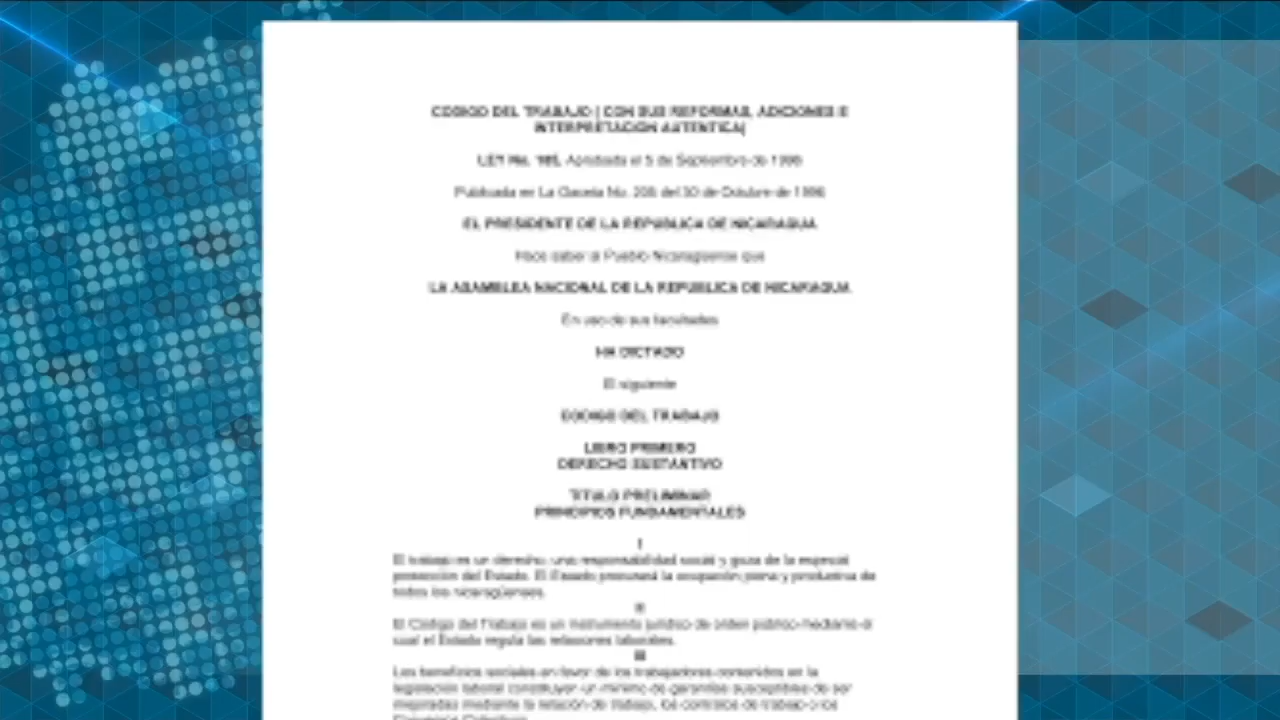 CODIGO DEL TRABAJO ( CON SUS REFORMAS, ADICIONES E
INTERPRETACION AUTENTICA)
LEY No. 185, Aprobada el 5 de Septiembre de 1996
Publicada en La Gaceta No. 205 del 30 de Octubre de 1996
EL PRESIDENTE DE LA REPUBLICA DE NICARAGUA
Hace saber al Pueblo Nicaragüense que
LA ASAMBLEA NACIONAL DE LA REPUBLICA DE NICARAGUA
En uso de sus facultades
HA DICTADO
El siguiente
CODIGO DEL TRABAJO
LIBRO PRIMERO
DERECHO SUSTANTIVO
TITULO PRELIMINAR
PRINCIPIOS FUNDAMENTALES
I
El trabajo es un derecho, una responsabilidad social y goza de la especial
protección del Estado. El Estado procurará la ocupación plena y productiva de
todos los nicaragüenses.
II
El Código del Trabajo es un instrumento jurídico de orden público mediante el
cual el Estado regula las relaciones laborales.
III
Los beneficios sociales en favor de los trabajadores contenidos en la
legislación laboral constituyen un mínimo de garantías susceptibles de ser
mejoradas mediante la relación de trabajo, los contratos de trabajo o los